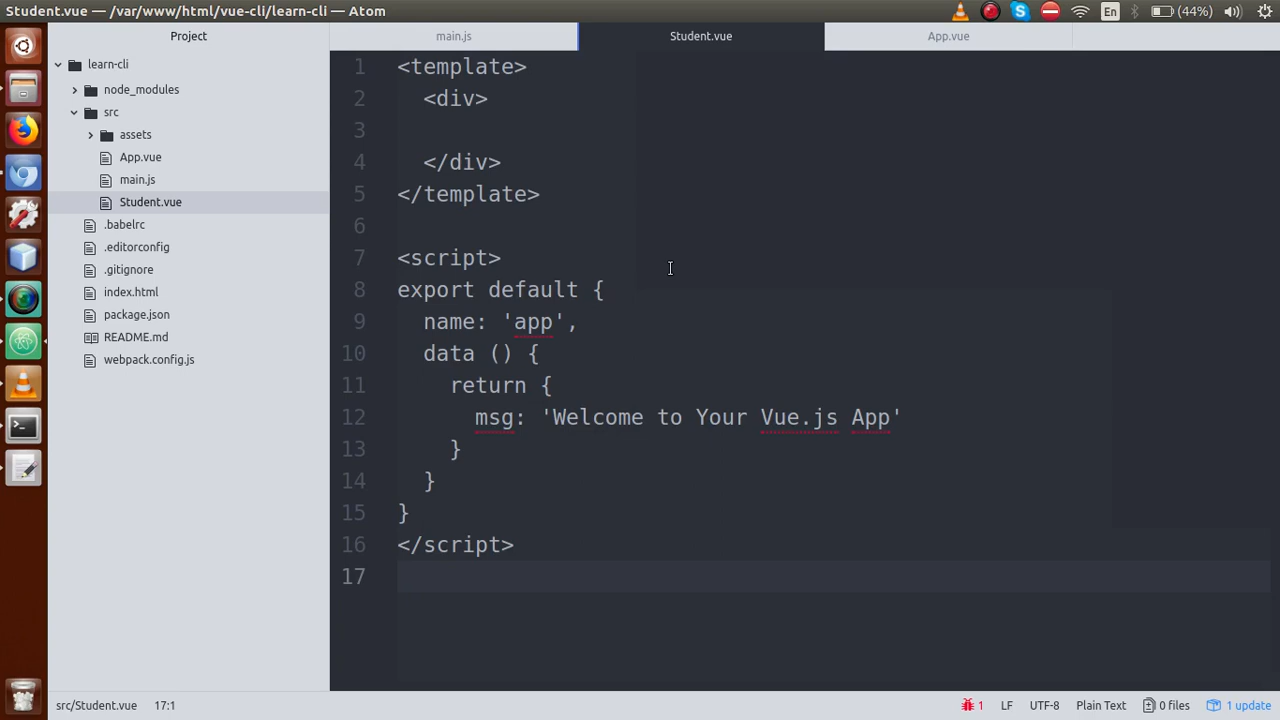 Student.vue — /var/www/html/vue-cli/learn-cli — Atom
En
(44%)
Project
main.js
Student.vue
App.vue
learn-cli
node_modules
src
assets
App.vue
main.js
Student.vue
.babelrc
.editorconfig
.gitignore
index.html
package.json
README.md
webpack.config.js
1 <template>
2 <div>
3
4 </div>
5 </template>
6
7 <script>
8 export default {
9 name: 'app',
10 data () {
11 return {
12 msg: 'Welcome to Your Vue.js App'
13 }
14 }
15 }
16 </script>
17
src/Student.vue 17:1
1 LF UTF-8 Plain Text 0 files 1 update